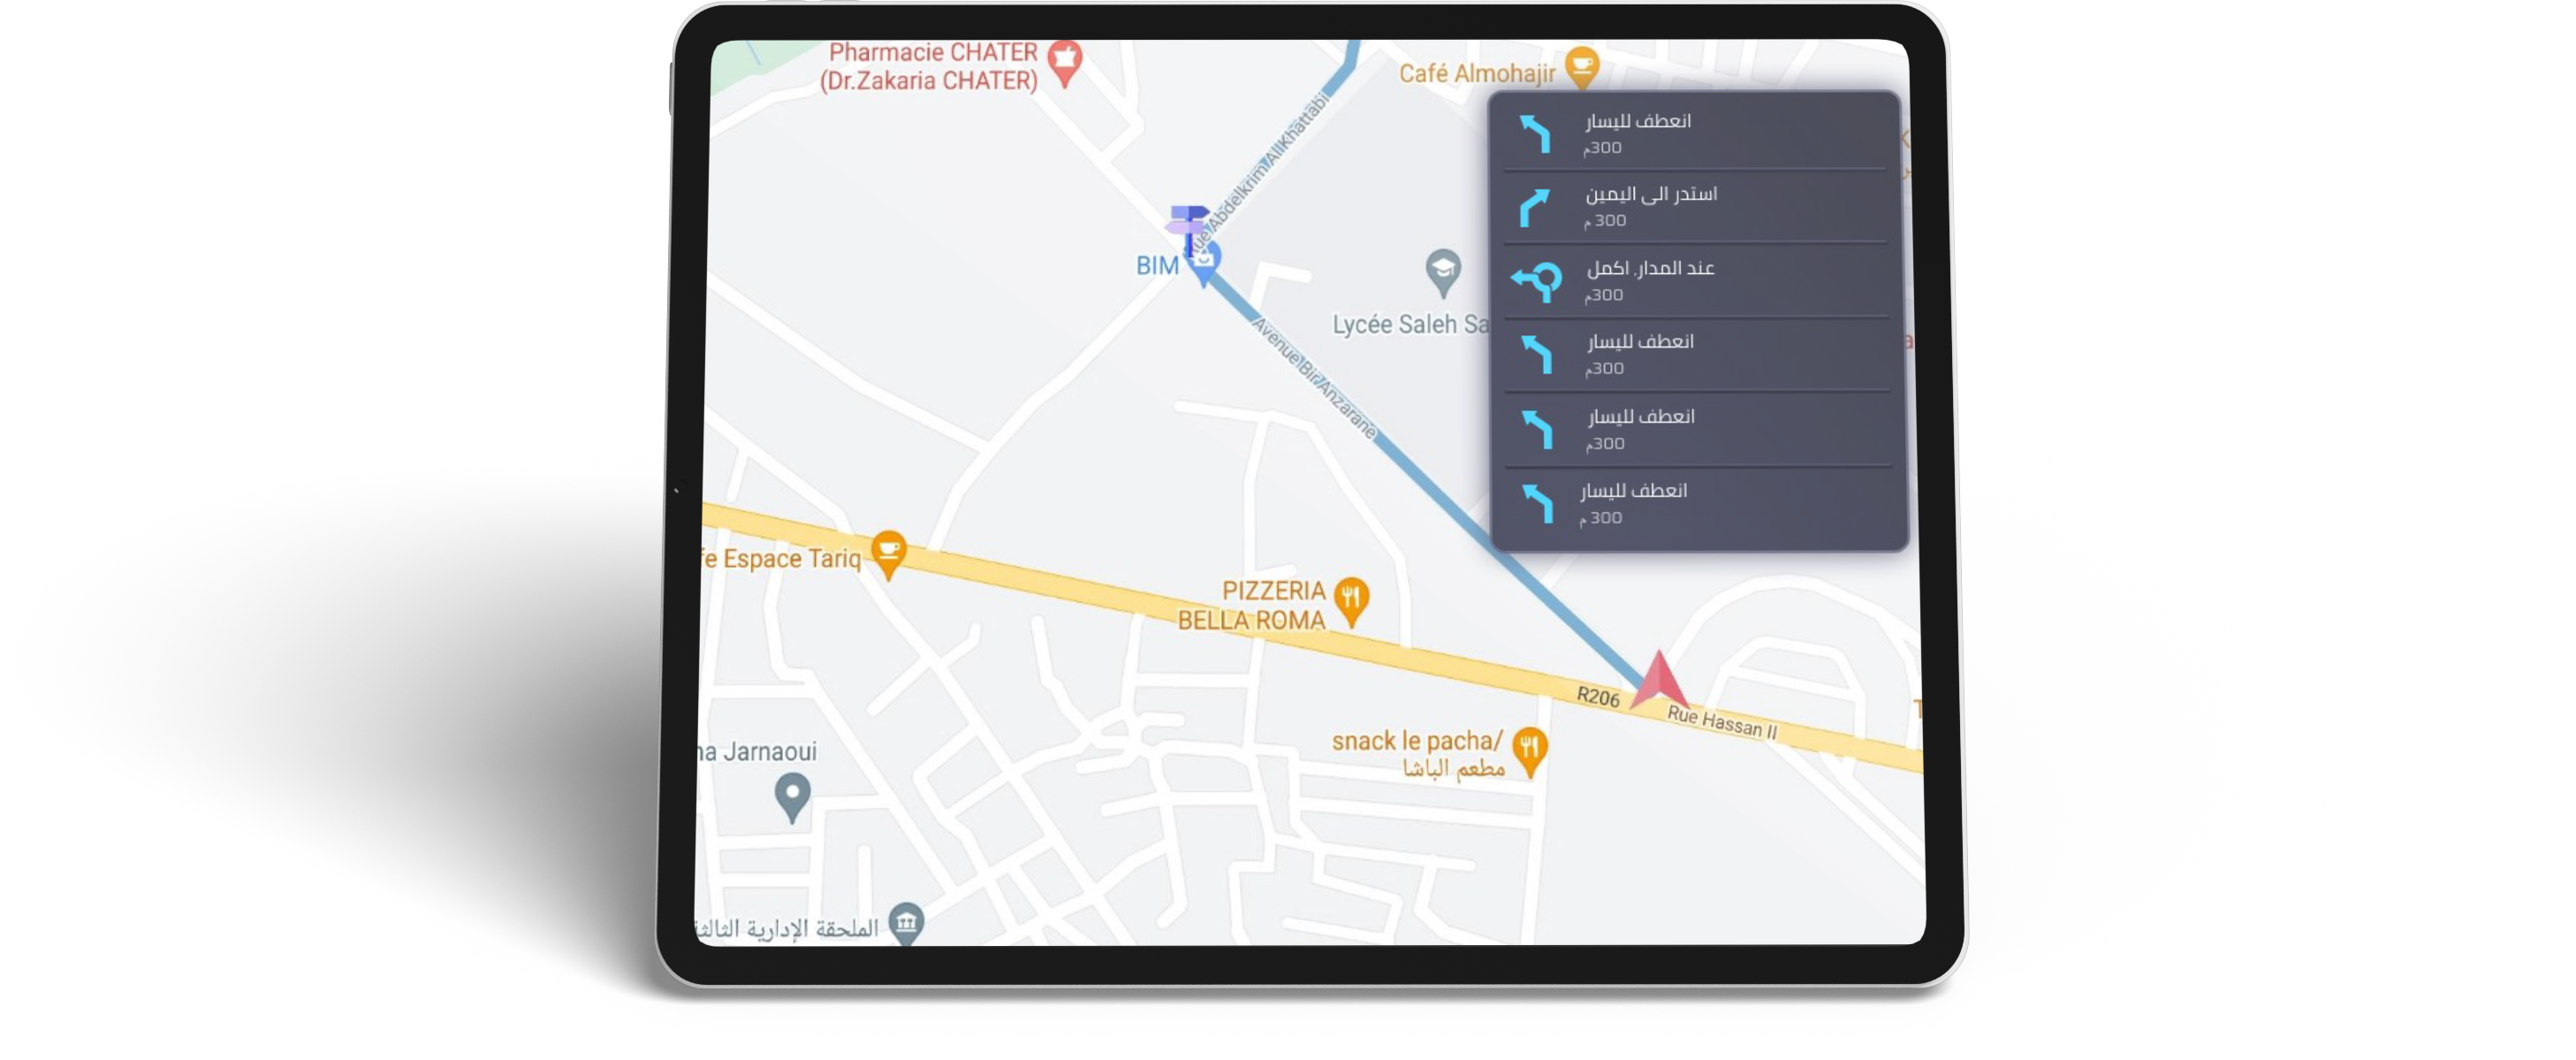 Pharmacie CHATER
(Dr.Zakaria CHATER)
Café Almohajir
Rue Abdelkrim Al Khattabi
BIM
Lycée Saleh Sa
Avenue Bir Anzarane
انعطف لليسار
300م
استدر الى اليمين
300 م
عند المدار, اكمل
300م
انعطف لليسار
300م
انعطف لليسار
300م
انعطف لليسار
300 م
fe Espace Tariq
PIZZERIA
BELLA ROMA
R206
Rue Hassan II
snack le pacha/
مطعم الباشا
na Jarnaoui
الملحقة الإدارية الثالثة